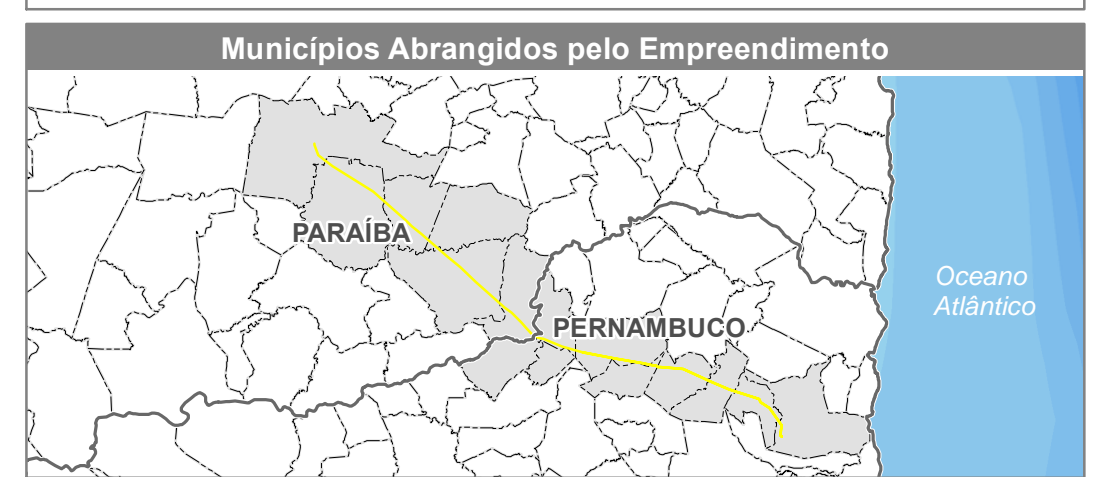 Municípios Abrangidos pelo Empreendimento
PARAÍBA
Oceano
Atlântico
PERNAMBUCO